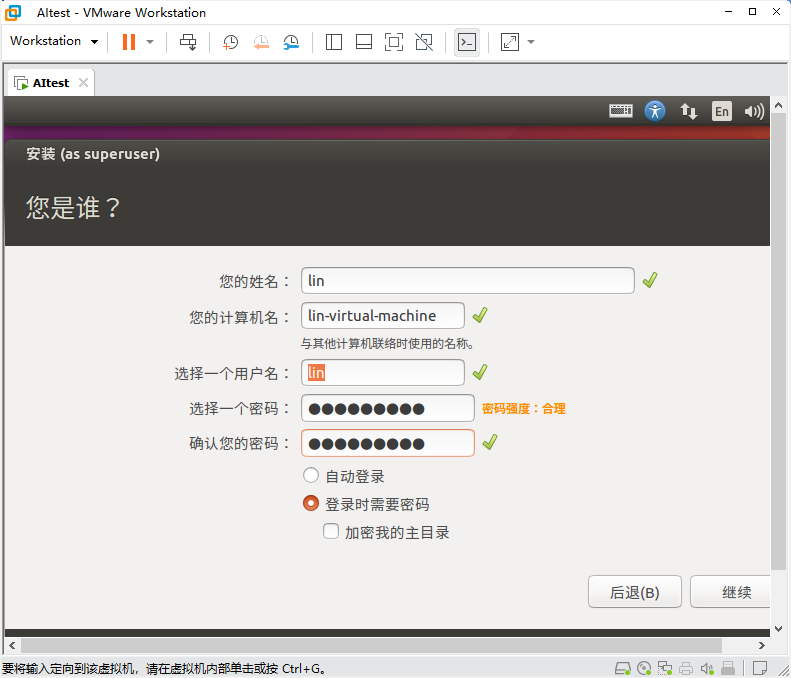 AItest - VMware Workstation
Workstation
AItest
En
安装 (as superuser)
您是谁？
您的姓名： lin
您的计算机名： lin-virtual-machine
与其他计算机联络时使用的名称。
选择一个用户名： lin
选择一个密码： ●●●●●●●●● 密码强度：合理
确认您的密码： ●●●●●●●●●
自动登录
登录时需要密码
加密我的主目录
后退(B) 继续
要将输入定向到该虚拟机，请在虚拟机内部单击或按 Ctrl+G。